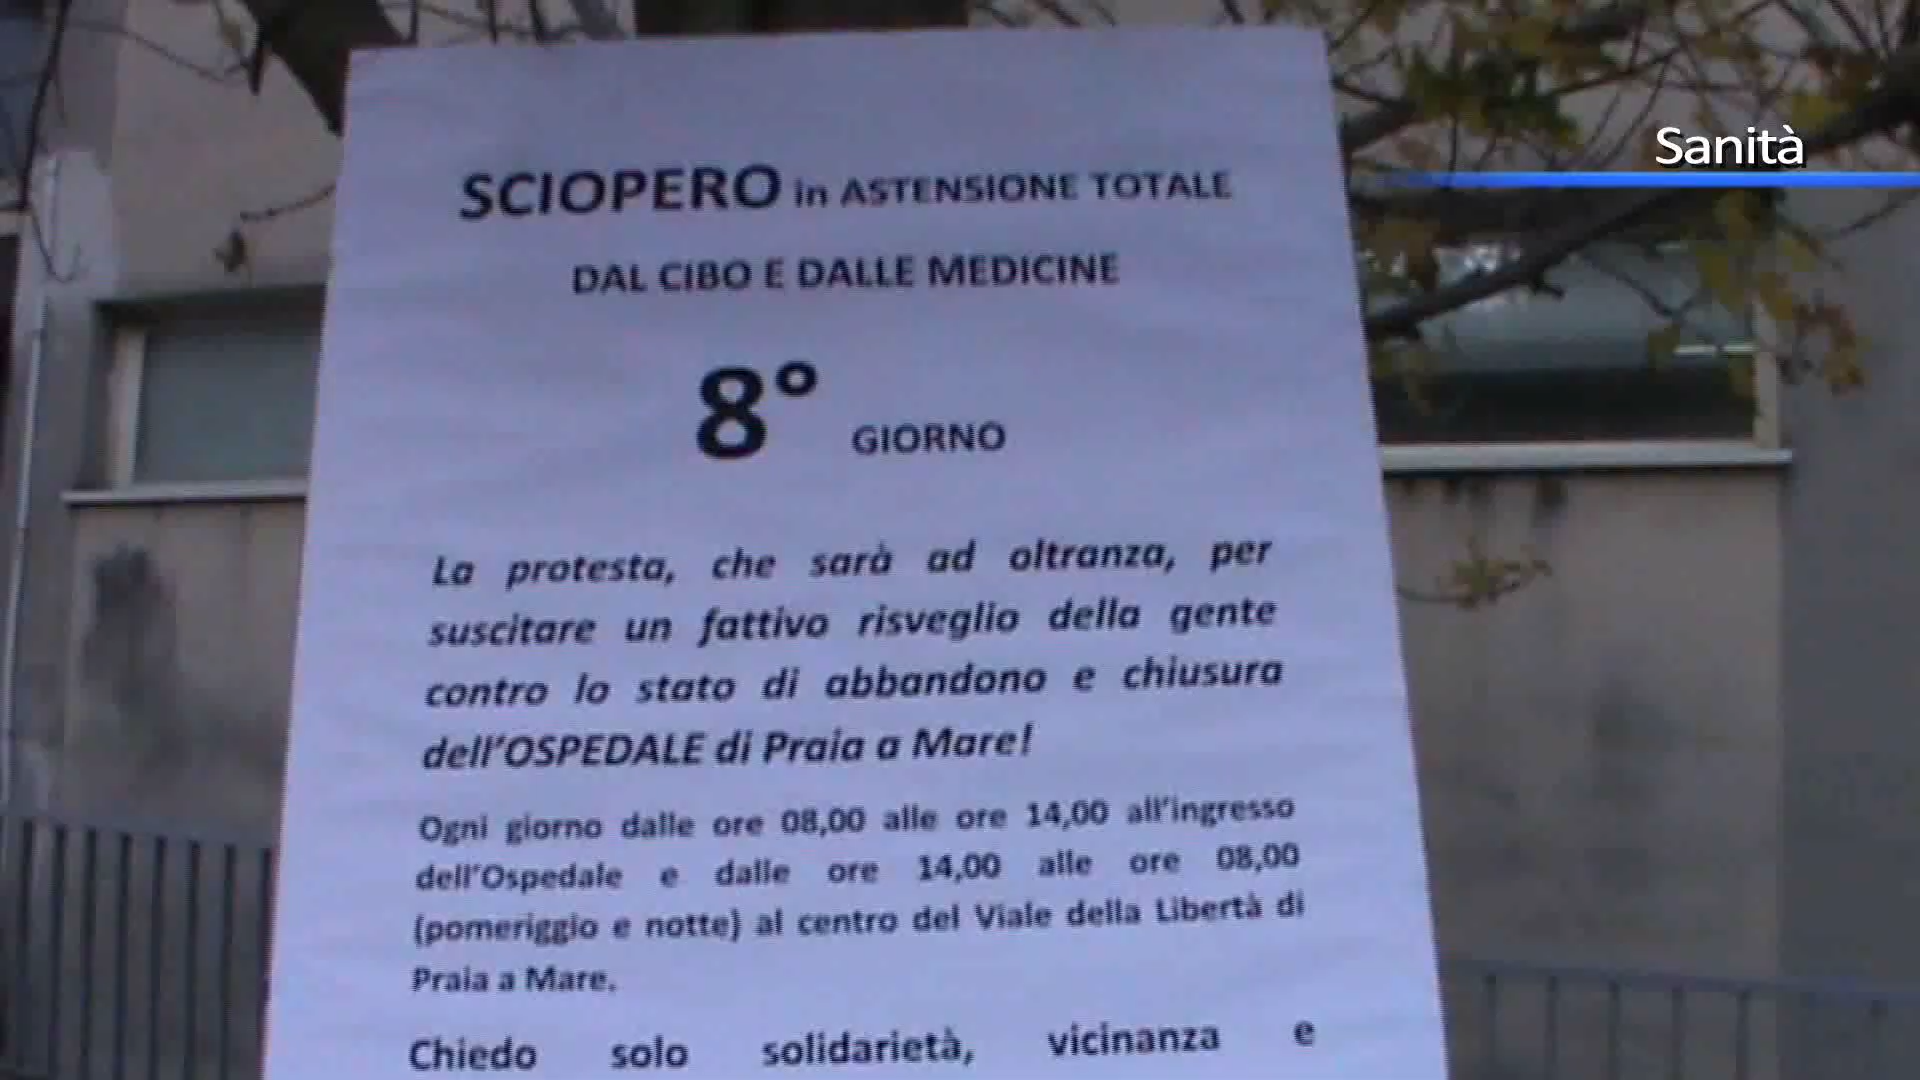 Sanità
SCIOPERO in ASTENSIONE TOTALE
DAL CIBO E DALLE MEDICINE
8° GIORNO
La protesta, che sarà ad oltranza, per
suscitare un fattivo risveglio della gente
contro lo stato di abbandono e chiusura
dell'OSPEDALE di Praia a Mare!
Ogni giorno dalle ore 08,00 alle ore 14,00 all'ingresso
dell'Ospedale e dalle ore 14,00 alle ore 08,00
(pomeriggio e notte) al centro del Viale della Libertà di
Praia a Mare.
Chiedo solo solidarietà, vicinanza e